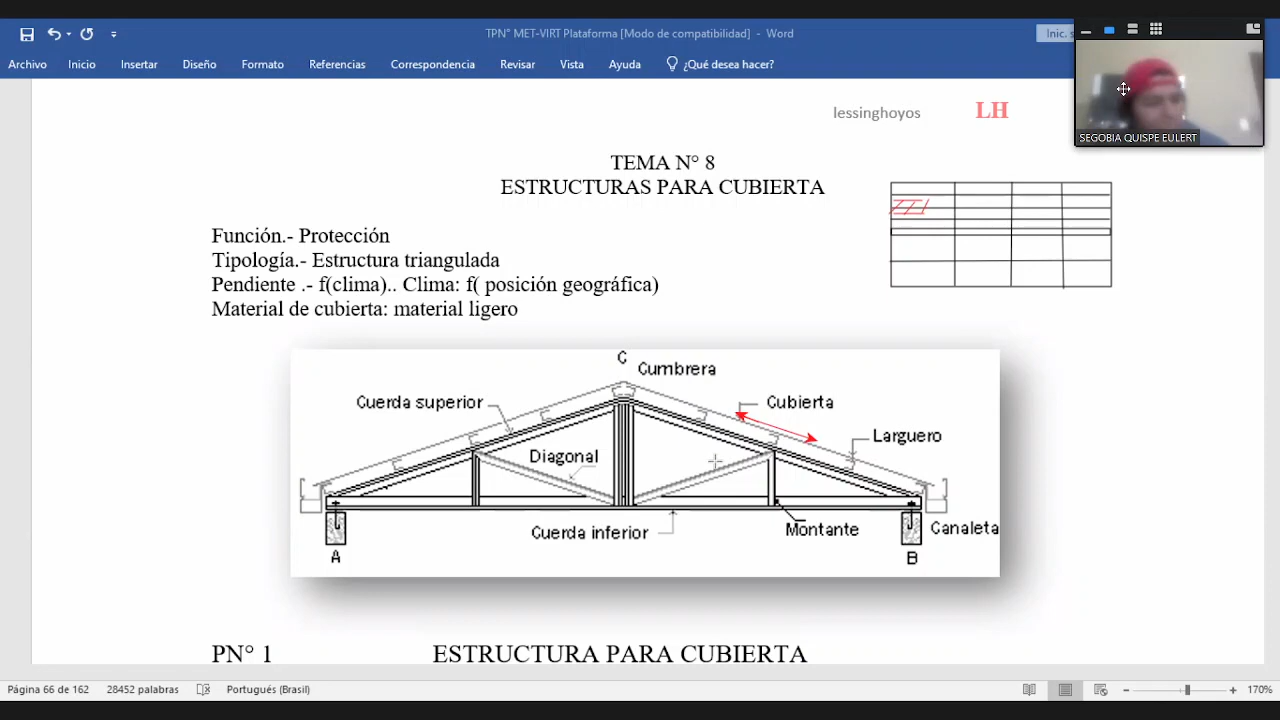 TPN° MET-VIRT Plataforma [Modo de compatibilidad] - Word
Inic. s
Archivo
Inicio
Insertar
Diseño
Formato
Referencias
Correspondencia
Revisar
Vista
Ayuda
¿Qué desea hacer?
SEGOBIA QUISPE EULERT
lessinghoyos LH
TEMA N° 8
ESTRUCTURAS PARA CUBIERTA
Función.- Protección
Tipología.- Estructura triangulada
Pendiente .- f(clima).. Clima: f( posición geográfica)
Material de cubierta: material ligero
C
Cumbrera
Cuerda superior
Cubierta
Larguero
Diagonal
Cuerda inferior
Montante
Canaleta
A
B
PN° 1 ESTRUCTURA PARA CUBIERTA
Página 66 de 162
28452 palabras
Portugués (Brasil)
170%